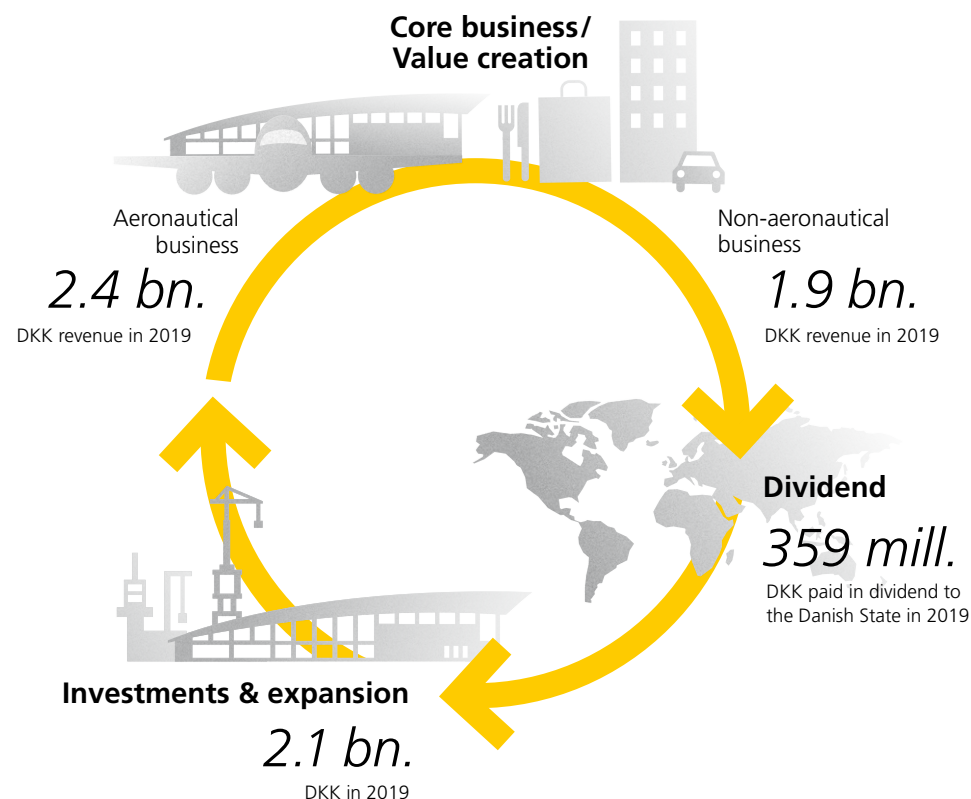 Core business/
Value creation
Aeronautical
business
2.4 bn.
DKK revenue in 2019
Non-aeronautical
business
1.9 bn.
DKK revenue in 2019
Dividend
359 mill.
DKK paid in dividend to
the Danish State in 2019
Investments & expansion
2.1 bn.
DKK in 2019